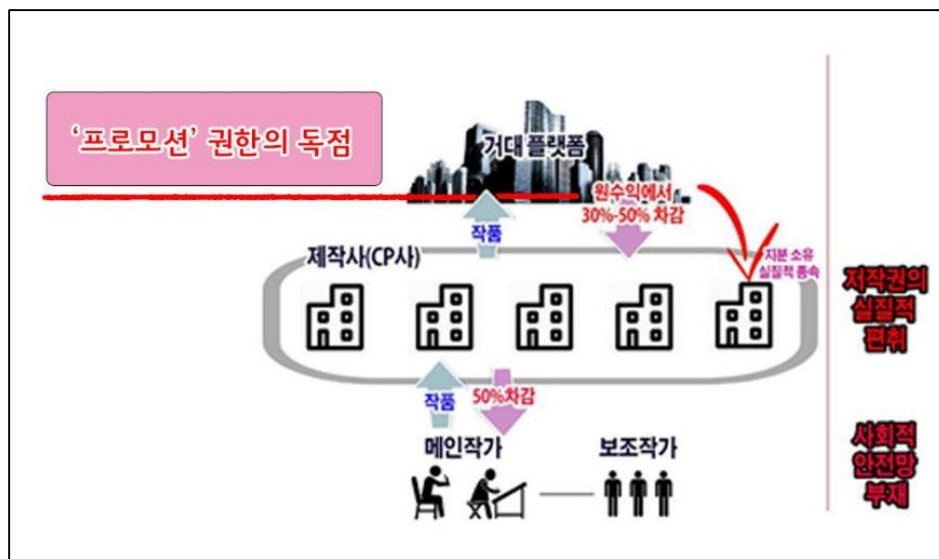 ‘프로모션’ 권한의 독점
거대 플랫폼
원수익에서
30%-50% 차감
작품
제작사(CP사)
지분 소유
실질적 종속
저작권의
실질적
편취
작품
50%차감
메인작가
보조작가
사회적
안전망
부재